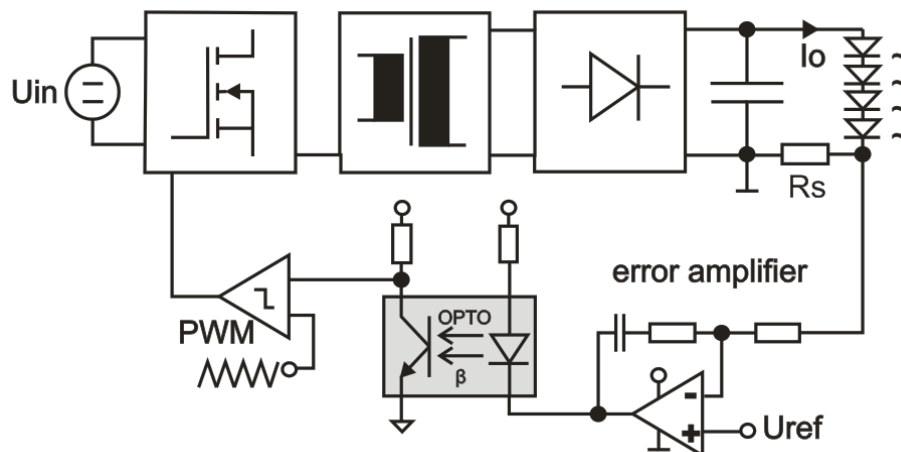 Io
Uin
Rs
error amplifier
OPTO
PWM
β
-
+
Uref